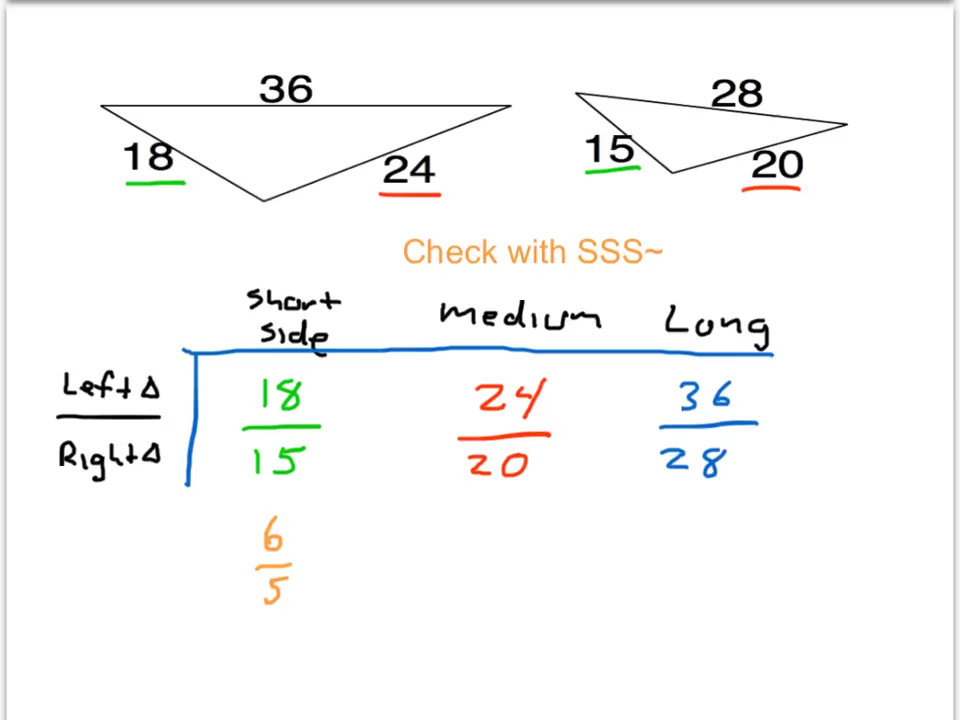 36
28
18
24
15
20
Check with SSS~
Short
side
Medium
Long
Left Δ
18
24
36
Right Δ
15
20
28
6
5